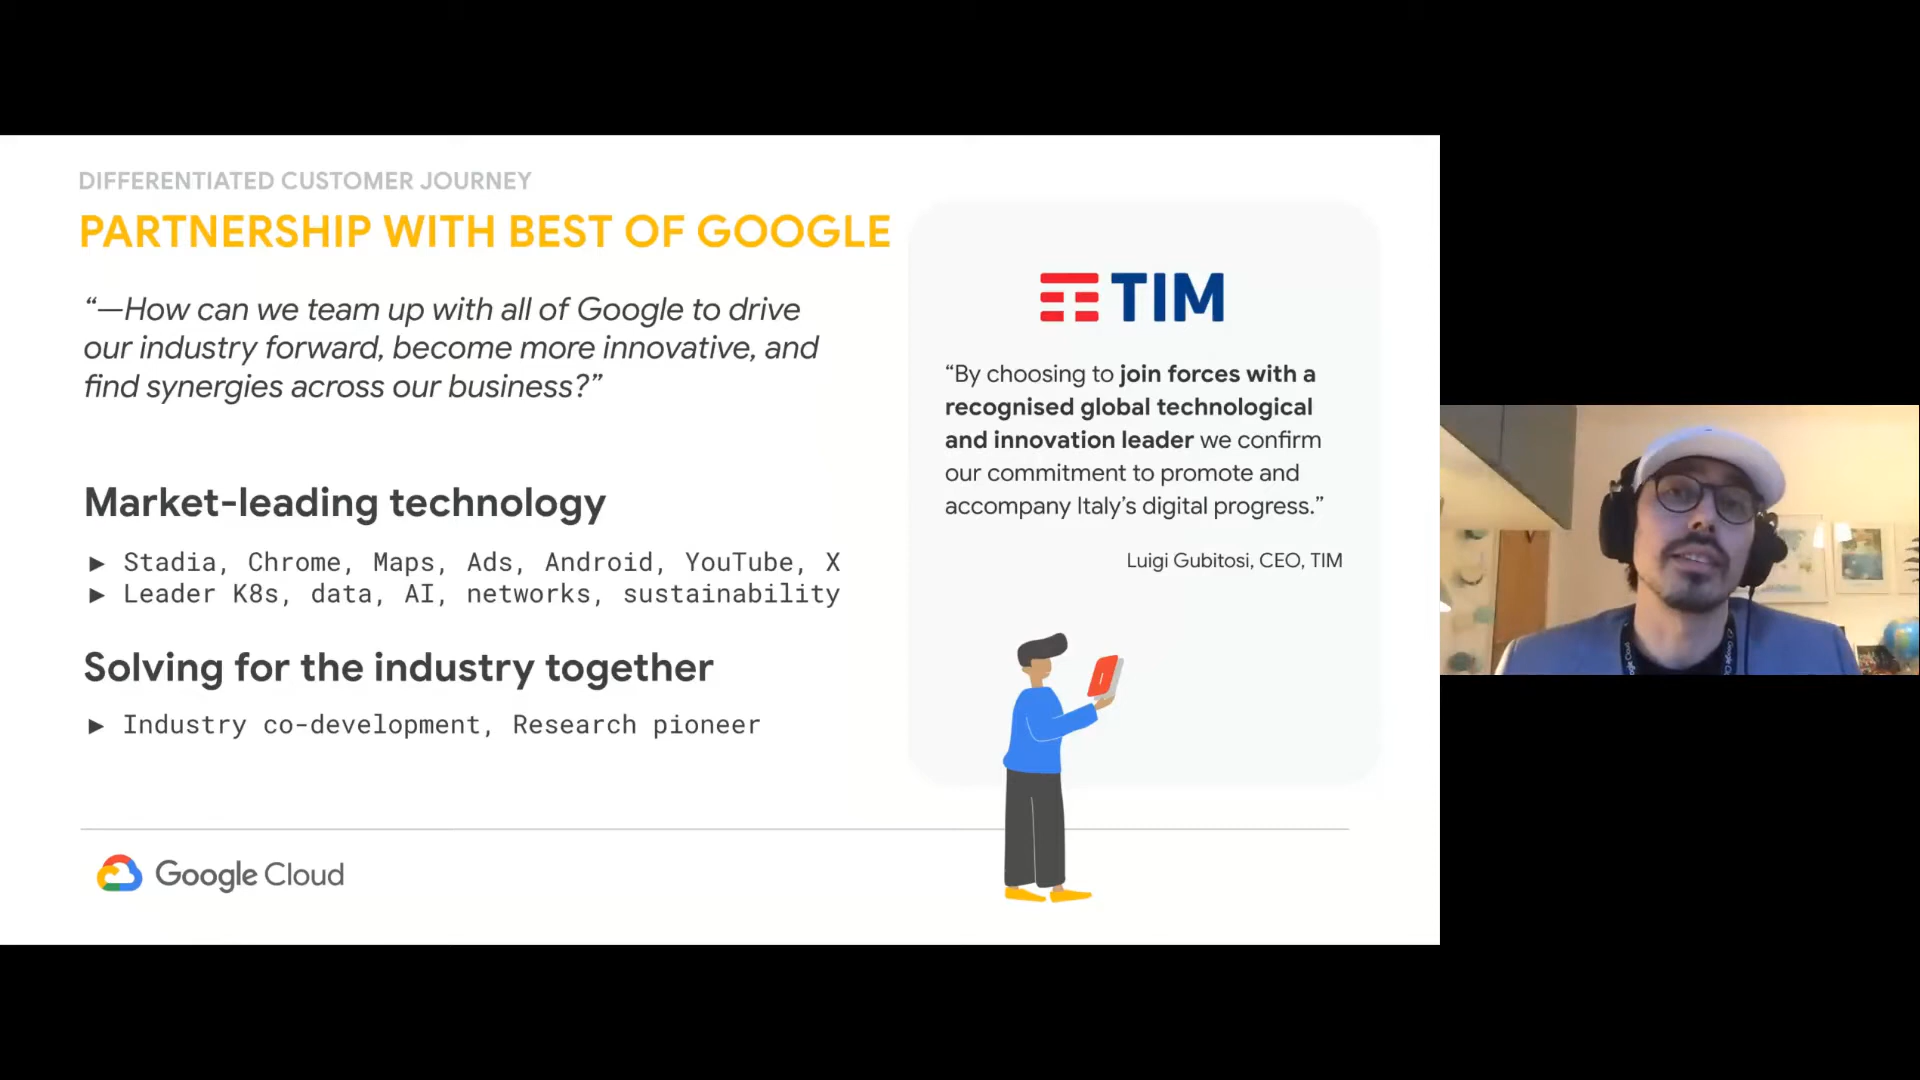 DIFFERENTIATED CUSTOMER JOURNEY
PARTNERSHIP WITH BEST OF GOOGLE
“—How can we team up with all of Google to drive
our industry forward, become more innovative, and
find synergies across our business?”
Market-leading technology
► Stadia, Chrome, Maps, Ads, Android, YouTube, X
► Leader K8s, data, AI, networks, sustainability
Solving for the industry together
► Industry co-development, Research pioneer
TIM
“By choosing to join forces with a
recognised global technological
and innovation leader we confirm
our commitment to promote and
accompany Italy’s digital progress.”
Luigi Gubitosi, CEO, TIM
Google Cloud